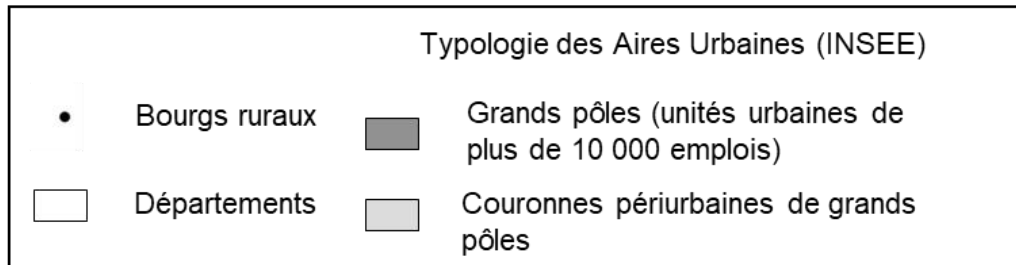 Typologie des Aires Urbaines (INSEE)
Bourgs ruraux
Grands pôles (unités urbaines de
plus de 10 000 emplois)
Départements
Couronnes périurbaines de grands
pôles